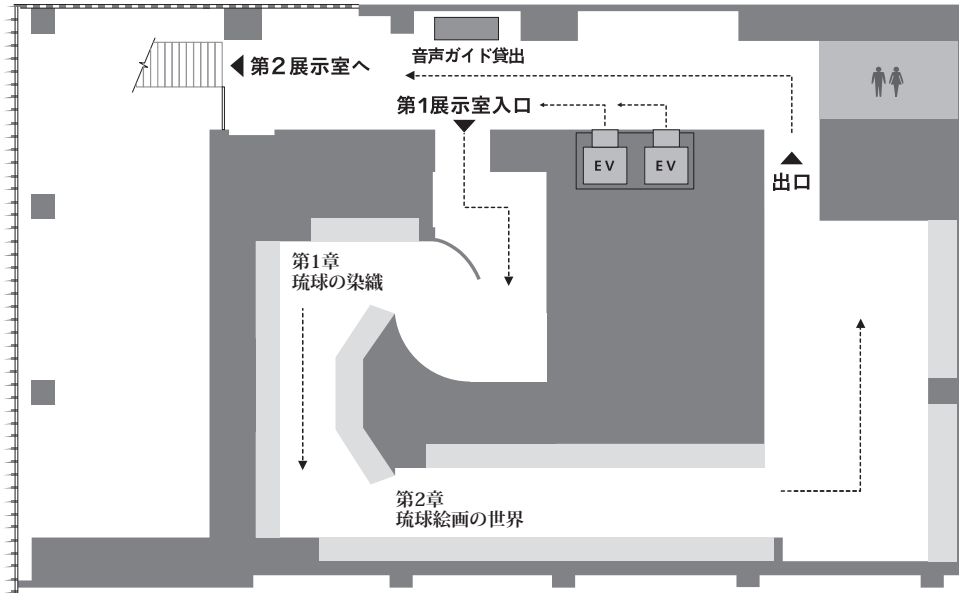 音声ガイド貸出
第2展示室へ
第1展示室入口
EV
EV
出口
第1章
琉球の染織
第2章
琉球絵画の世界